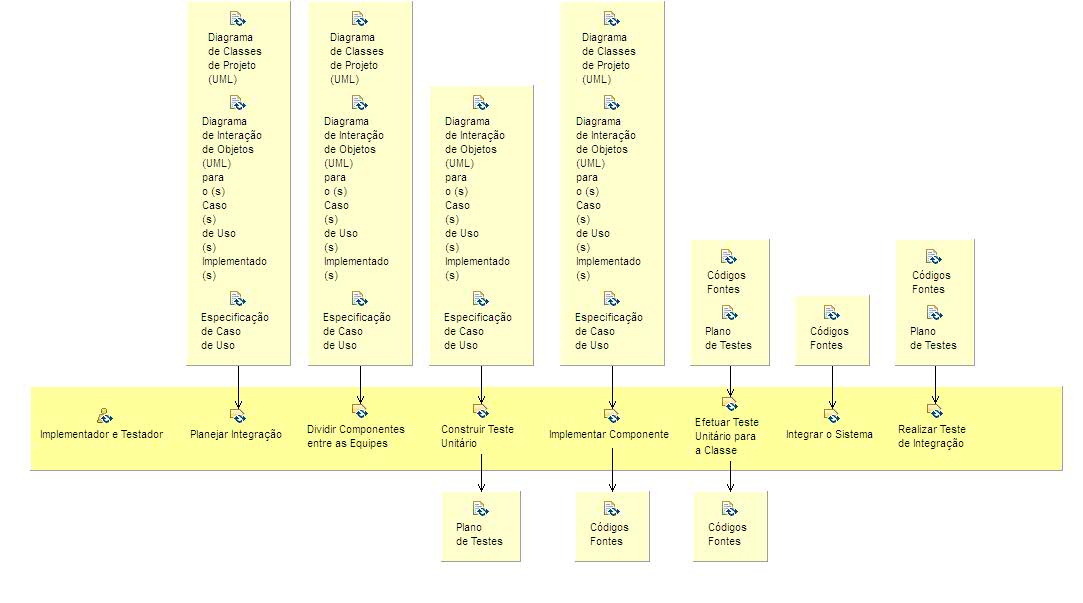 Diagrama
de Classes
de Projeto
(UML)
Diagrama
de Interação
de Objetos
(UML)
para
o (s)
Caso
(s)
de Uso
(s)
Implementado
(s)
Especificação
de Caso
de Uso
Diagrama
de Classes
de Projeto
(UML)
Diagrama
de Interação
de Objetos
(UML)
para
o (s)
Caso
(s)
de Uso
(s)
Implementado
(s)
Especificação
de Caso
de Uso
Diagrama
de Interação
de Objetos
(UML)
para
o (s)
Caso
(s)
de Uso
(s)
Implementado
(s)
Especificação
de Caso
de Uso
Diagrama
de Classes
de Projeto
(UML)
Diagrama
de Interação
de Objetos
(UML)
para
o (s)
Caso
(s)
de Uso
(s)
Implementado
(s)
Especificação
de Caso
de Uso
Códigos
Fontes
Plano
de Testes
Códigos
Fontes
Códigos
Fontes
Plano
de Testes
Implementador e Testador
Planejar Integração
Dividir Componentes
entre as Equipes
Construir Teste
Unitário
Implementar Componente
Efetuar Teste
Unitário para
a Classe
Integrar o Sistema
Realizar Teste
de Integração
Plano
de Testes
Códigos
Fontes
Códigos
Fontes